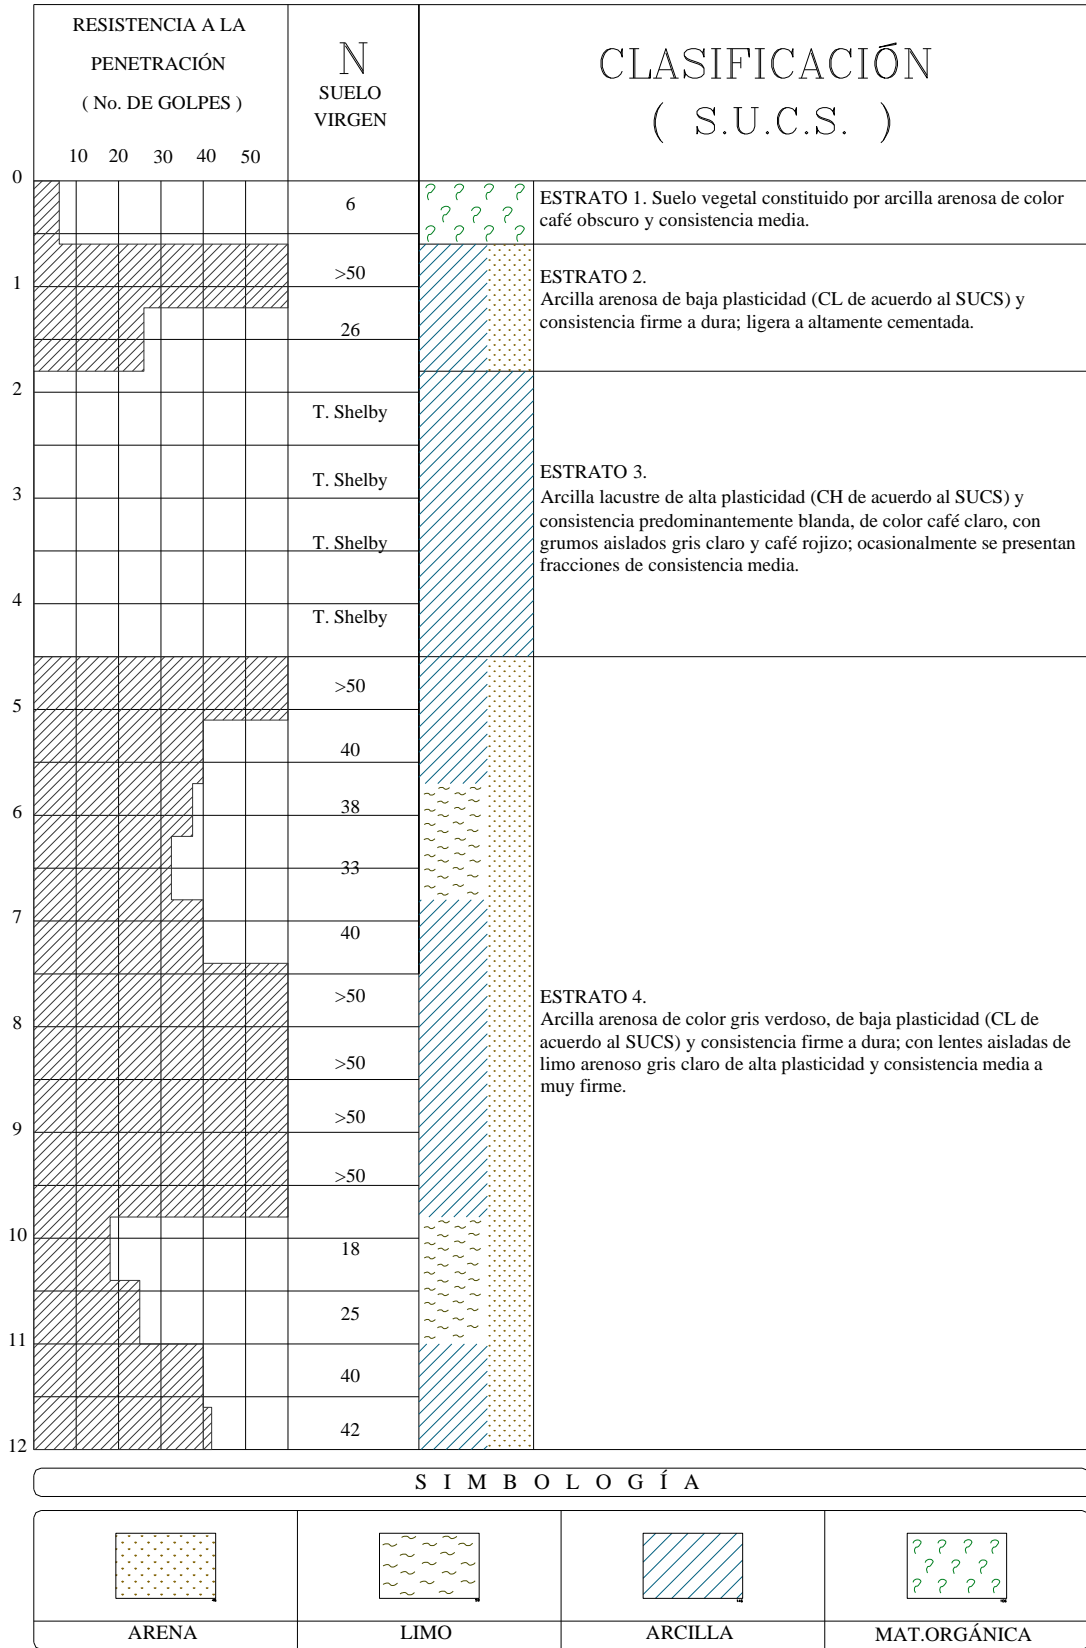 RESISTENCIA A LA
PENETRACIÓN
( No. DE GOLPES )
10 20 30 40 50
N
SUELO
VIRGEN
CLASIFICACIÓN
( S.U.C.S. )
0
6
ESTRATO 1. Suelo vegetal constituido por arcilla arenosa de color
café obscuro y consistencia media.
>50
1
26
ESTRATO 2.
Arcilla arenosa de baja plasticidad (CL de acuerdo al SUCS) y
consistencia firme a dura; ligera a altamente cementada.
2
T. Shelby
T. Shelby
3
T. Shelby
4
T. Shelby
ESTRATO 3.
Arcilla lacustre de alta plasticidad (CH de acuerdo al SUCS) y
consistencia predominantemente blanda, de color café claro, con
grumos aislados gris claro y café rojizo; ocasionalmente se presentan
fracciones de consistencia media.
>50
5
40
38
6
33
7
40
>50
8
>50
>50
9
>50
10
18
25
11
40
42
12
ESTRATO 4.
Arcilla arenosa de color gris verdoso, de baja plasticidad (CL de
acuerdo al SUCS) y consistencia firme a dura; con lentes aisladas de
limo arenoso gris claro de alta plasticidad y consistencia media a
muy firme.
S I M B O L O G Í A
ARENA
LIMO
ARCILLA
MAT.ORGÁNICA